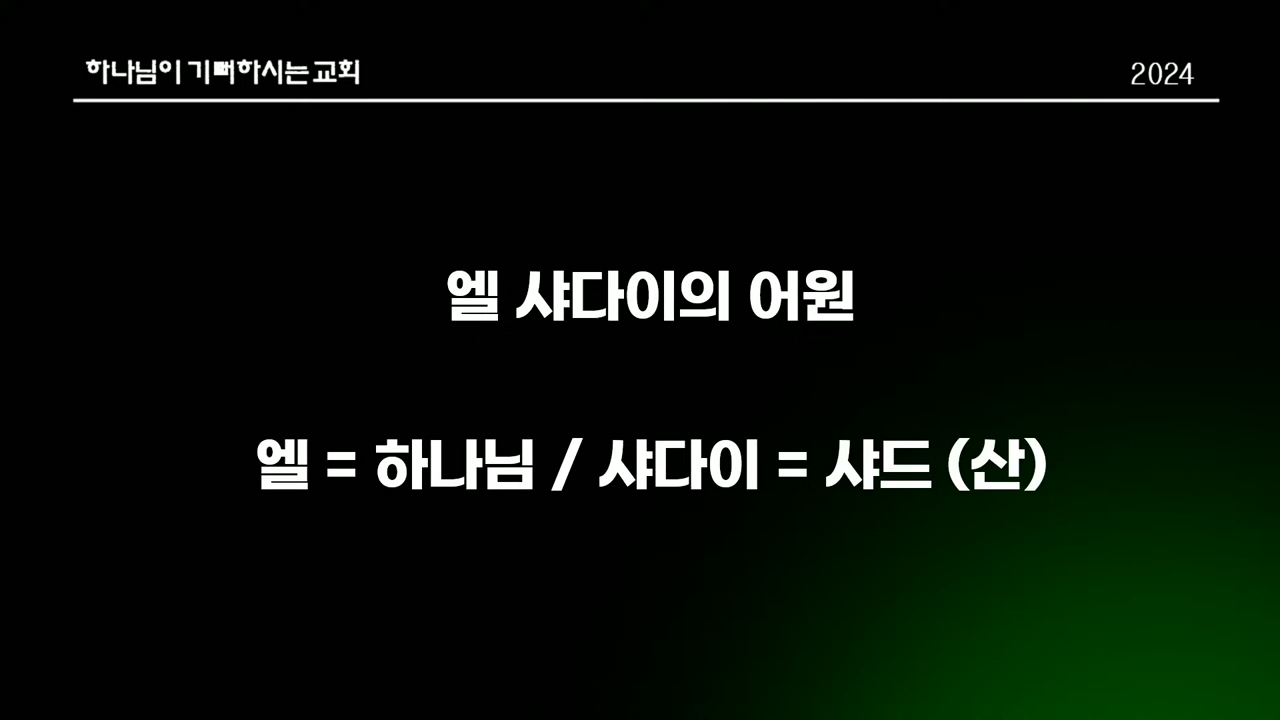 하나님이 기뻐하시는 교회
2024
엘 샤다이의 어원
엘 = 하나님 / 샤다이 = 샤드 (산)